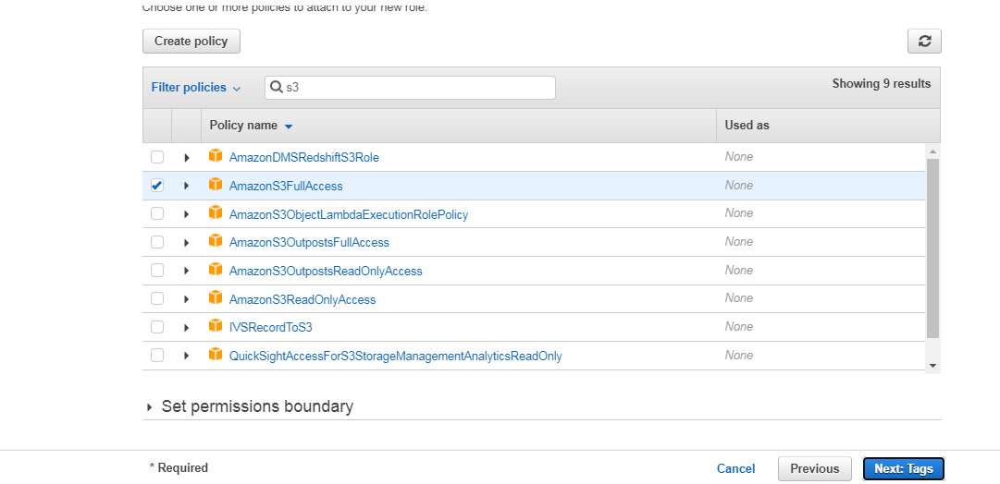 Choose one or more policies to attach to your new role.
Create policy
Filter policies s3 Showing 9 results
Policy name Used as
AmazonDMSRedshiftS3Role None
AmazonS3FullAccess None
AmazonS3ObjectLambdaExecutionRolePolicy None
AmazonS3OutpostsFullAccess None
AmazonS3OutpostsReadOnlyAccess None
AmazonS3ReadOnlyAccess None
IVSRecordToS3 None
QuickSightAccessForS3StorageManagementAnalyticsReadOnly None
Set permissions boundary
* Required Cancel Previous Next: Tags